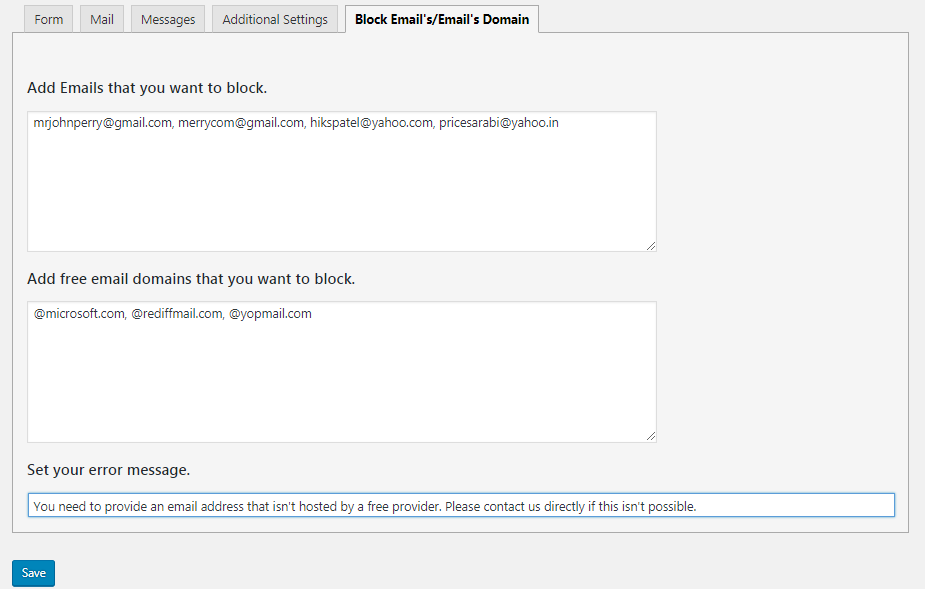 Form Mail Messages Additional Settings Block Email's/Email's Domain
Add Emails that you want to block.
mrjohnperry@gmail.com, merrycom@gmail.com, hikspatel@yahoo.com, pricesarabi@yahoo.in
Add free email domains that you want to block.
@microsoft.com, @rediffmail.com, @yopmail.com
Set your error message.
You need to provide an email address that isn't hosted by a free provider. Please contact us directly if this isn't possible.
Save